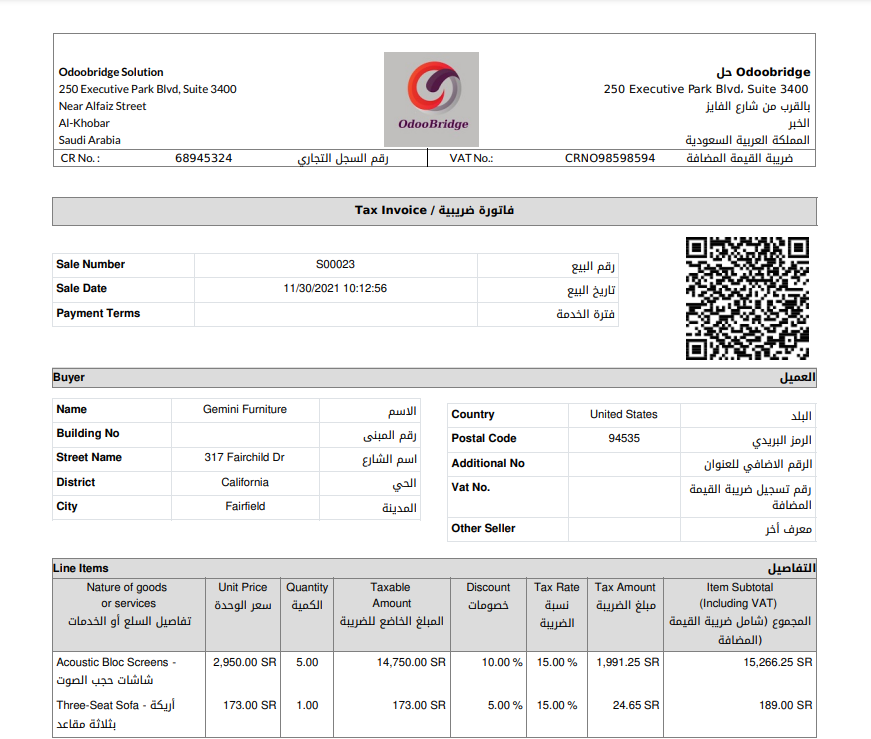 Odoobridge Solution
250 Executive Park Blvd, Suite 3400
Near Alfaiz Street
Al-Khobar
Saudi Arabia
OdooBridge
Odoobridge حل
250 Executive Park Blvd، Suite 3400
بالقرب من شارع الفايز
الخبر
المملكة العربية السعودية
CR No. : 68945324 رقم السجل التجاري VAT No.: CRNO98598594 ضريبة القيمة المضافة
Tax Invoice / فاتورة ضريبية
Sale Number S00023 رقم البيع
Sale Date 11/30/2021 10:12:56 تاريخ البيع
Payment Terms فترة الخدمة
Buyer العميل
Name Gemini Furniture الاسم
Building No رقم المبنى
Street Name 317 Fairchild Dr اسم الشارع
District California الحي
City Fairfield المدينة
Country United States البلد
Postal Code 94535 الرمز البريدي
Additional No الرقم الاضافي للعنوان
Vat No. رقم تسجيل ضريبة القيمة
المضافة
Other Seller معرف أخر
Line Items التفاصيل
Nature of goods
or services
تفاصيل السلع أو الخدمات
Unit Price
سعر الوحدة
Quantity
الكمية
Taxable
Amount
المبلغ الخاضع للضريبة
Discount
خصومات
Tax Rate
نسبة
الضريبة
Tax Amount
مبلغ الضريبة
Item Subtotal
(Including VAT)
المجموع (شامل ضريبة القيمة
المضافة)
Acoustic Bloc Screens - 2,950.00 SR 5.00 14,750.00 SR 10.00 % 15.00 % 1,991.25 SR 15,266.25 SR
شاشات حجب الصوت
Three-Seat Sofa - أريكة 173.00 SR 1.00 173.00 SR 5.00 % 15.00 % 24.65 SR 189.00 SR
بثلاثة مقاعد